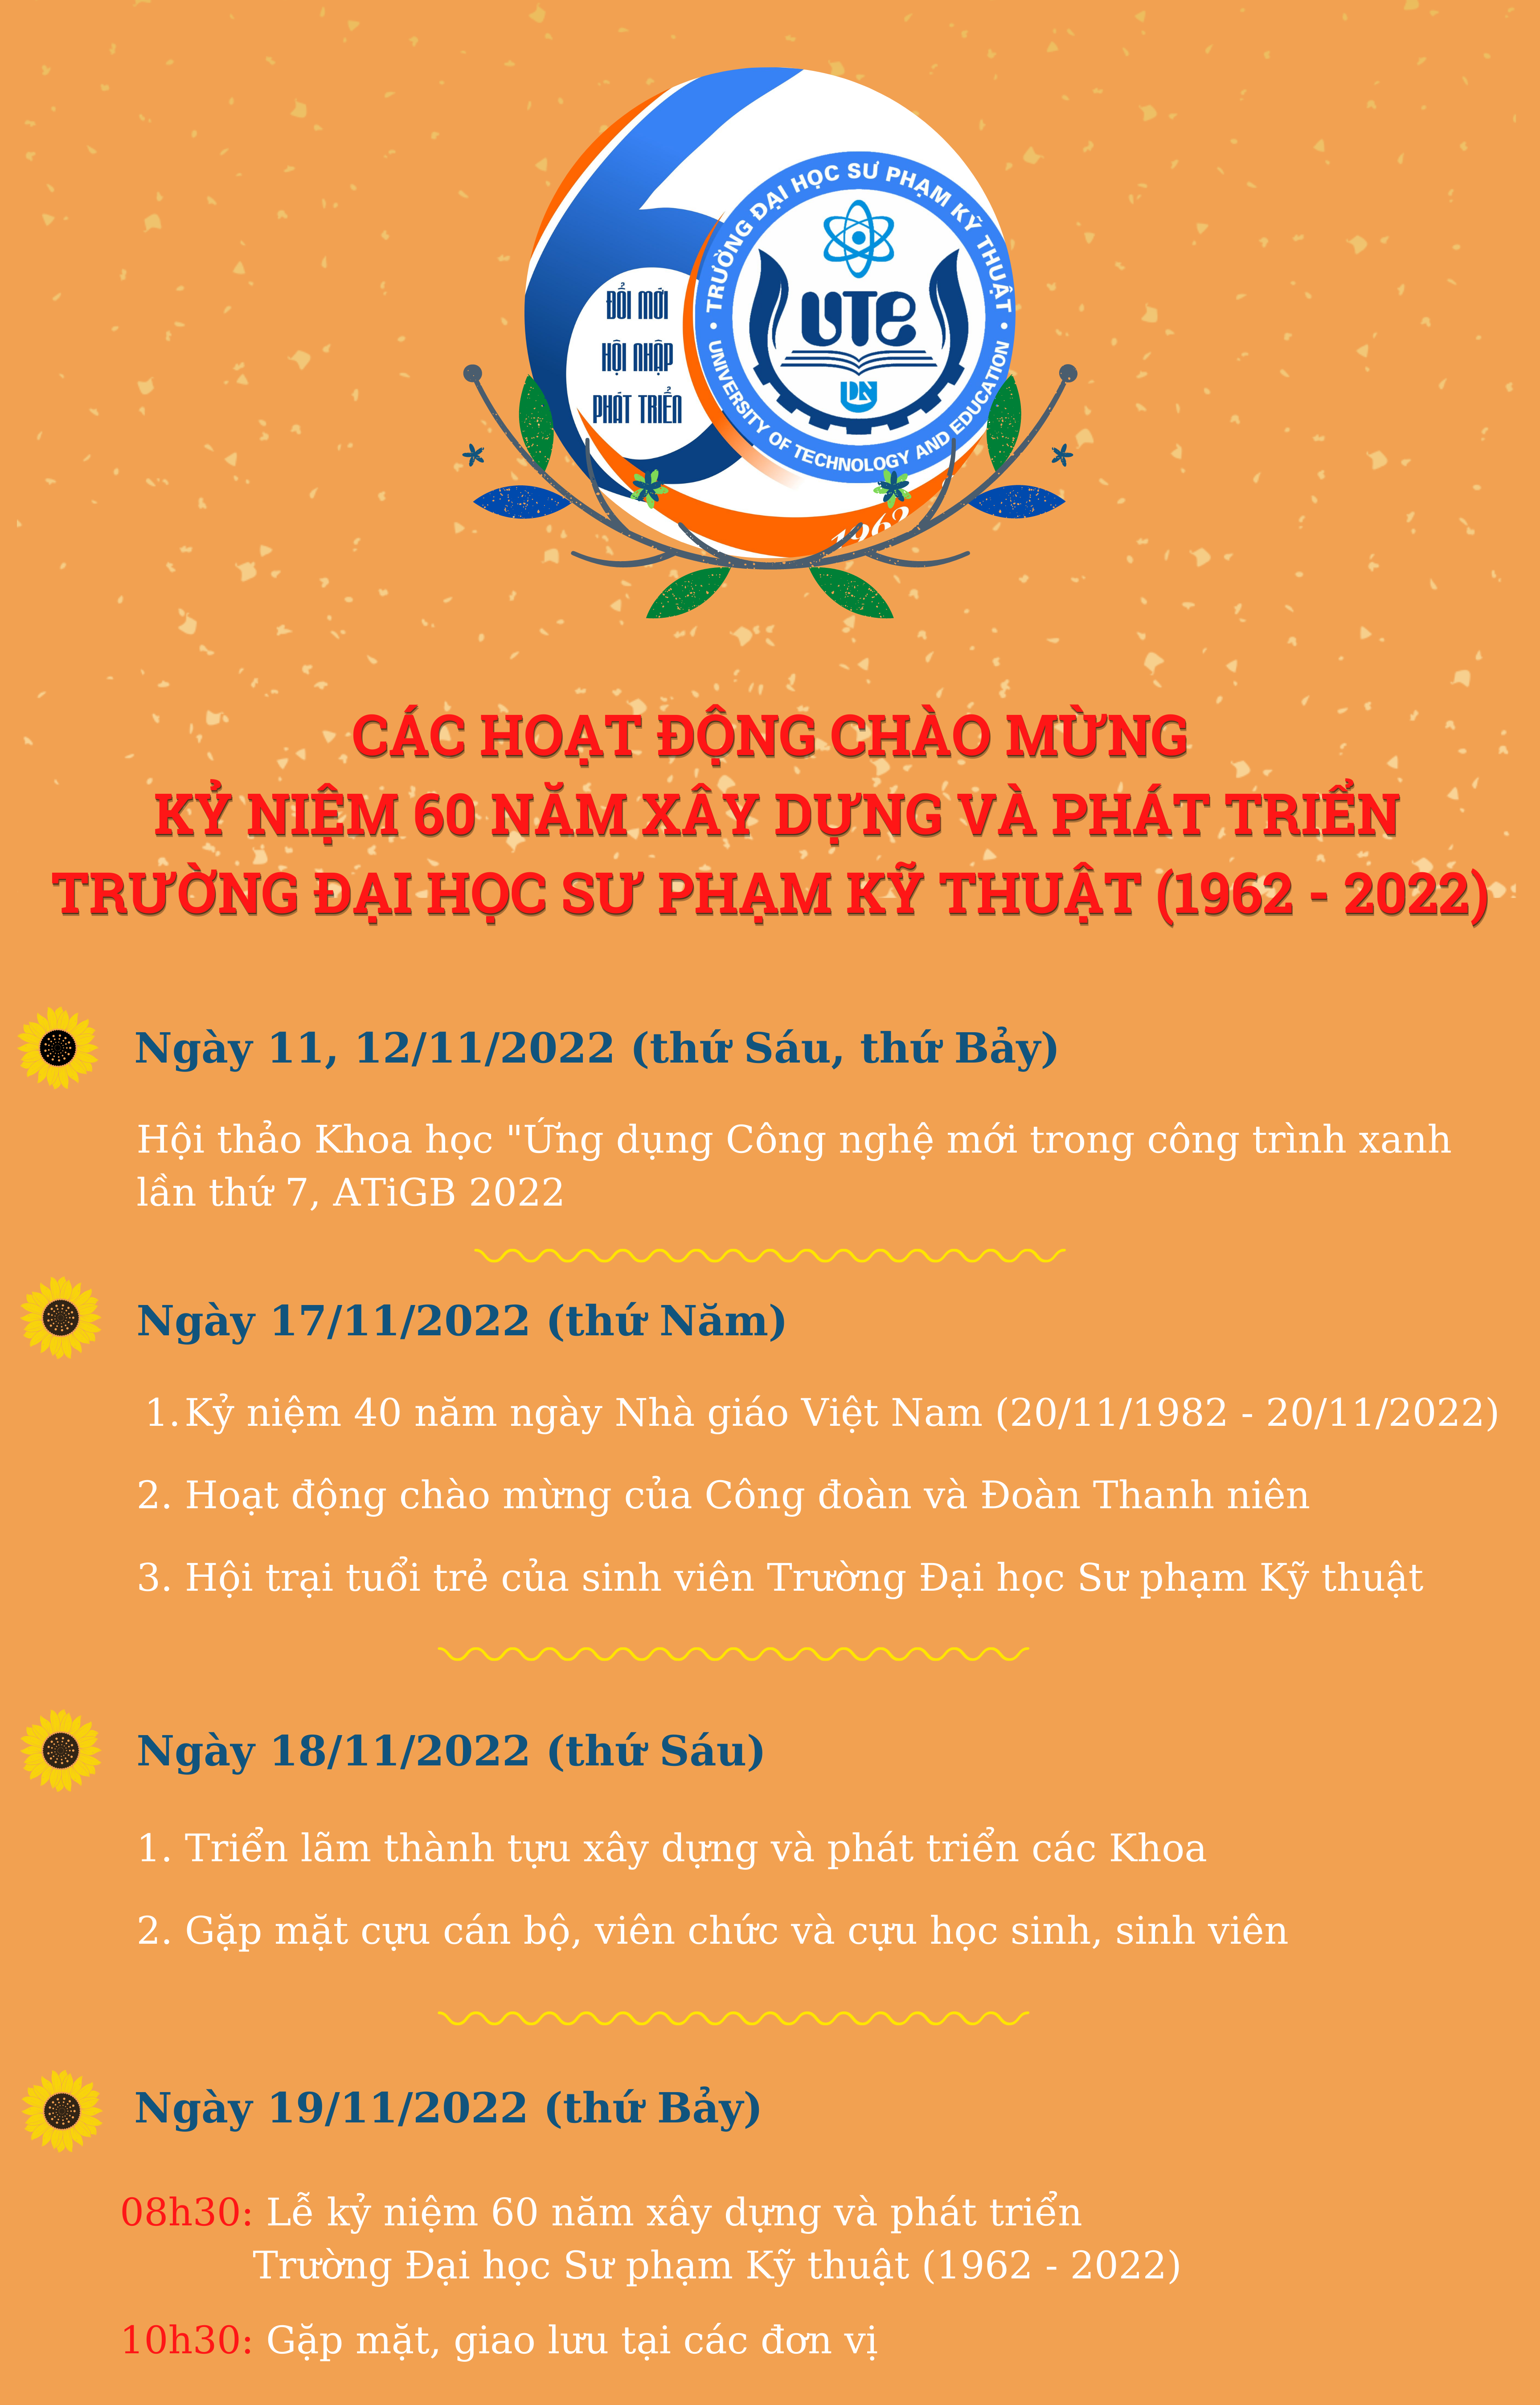 TRƯỜNG ĐẠI HỌC SƯ PHẠM KỸ THUẬT
ĐỔI MỚI
HỘI NHẬP
PHÁT TRIỂN
UTE
UNIVERSITY OF TECHNOLOGY AND EDUCATION
1962
CÁC HOẠT ĐỘNG CHÀO MỪNG
KỶ NIỆM 60 NĂM XÂY DỰNG VÀ PHÁT TRIỂN
TRƯỜNG ĐẠI HỌC SƯ PHẠM KỸ THUẬT (1962 - 2022)
Ngày 11, 12/11/2022 (thứ Sáu, thứ Bảy)
Hội thảo Khoa học "Ứng dụng Công nghệ mới trong công trình xanh
lần thứ 7, ATiGB 2022
Ngày 17/11/2022 (thứ Năm)
1. Kỷ niệm 40 năm ngày Nhà giáo Việt Nam (20/11/1982 - 20/11/2022)
2. Hoạt động chào mừng của Công đoàn và Đoàn Thanh niên
3. Hội trại tuổi trẻ của sinh viên Trường Đại học Sư phạm Kỹ thuật
Ngày 18/11/2022 (thứ Sáu)
1. Triển lãm thành tựu xây dựng và phát triển các Khoa
2. Gặp mặt cựu cán bộ, viên chức và cựu học sinh, sinh viên
Ngày 19/11/2022 (thứ Bảy)
08h30: Lễ kỷ niệm 60 năm xây dựng và phát triển
Trường Đại học Sư phạm Kỹ thuật (1962 - 2022)
10h30: Gặp mặt, giao lưu tại các đơn vị